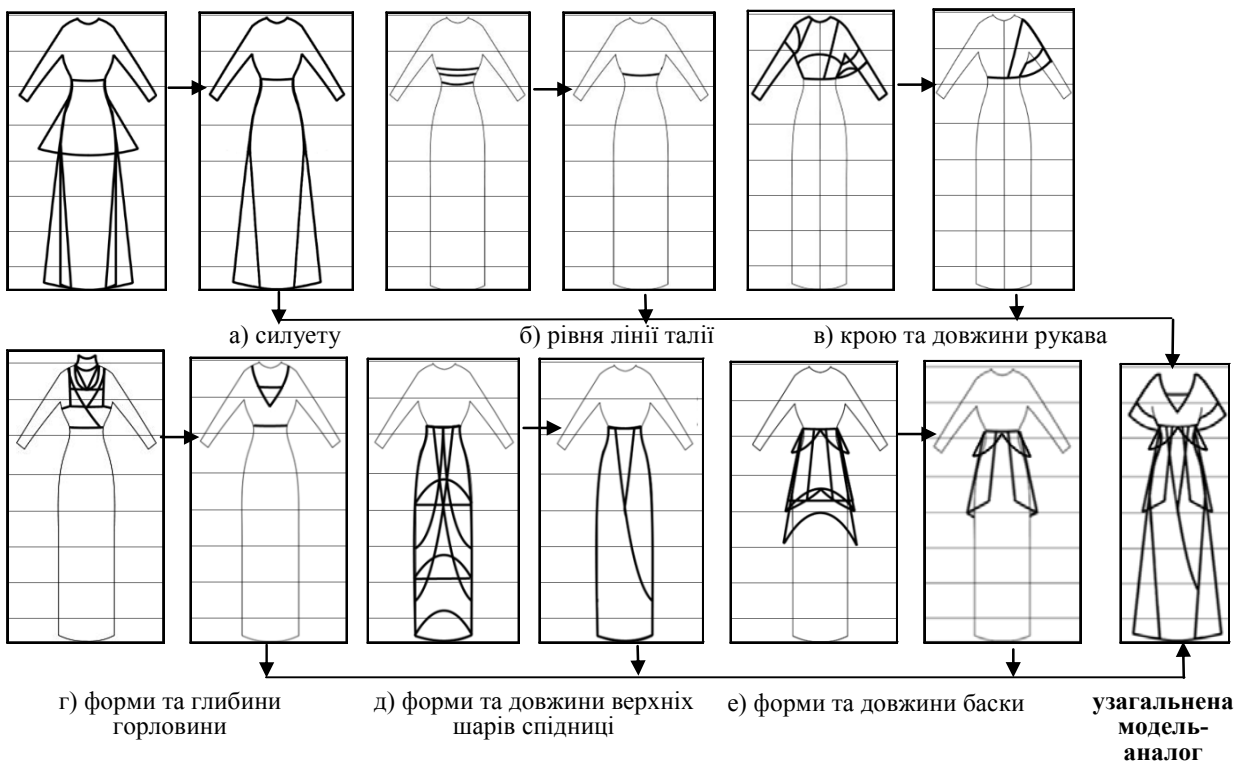 а) силуету
б) рівня лінії талії
в) крою та довжини рукава
г) форми та глибини
горловини
д) форми та довжини верхніх
шарів спідниці
е) форми та довжини баски
узагальнена
модель-
аналог